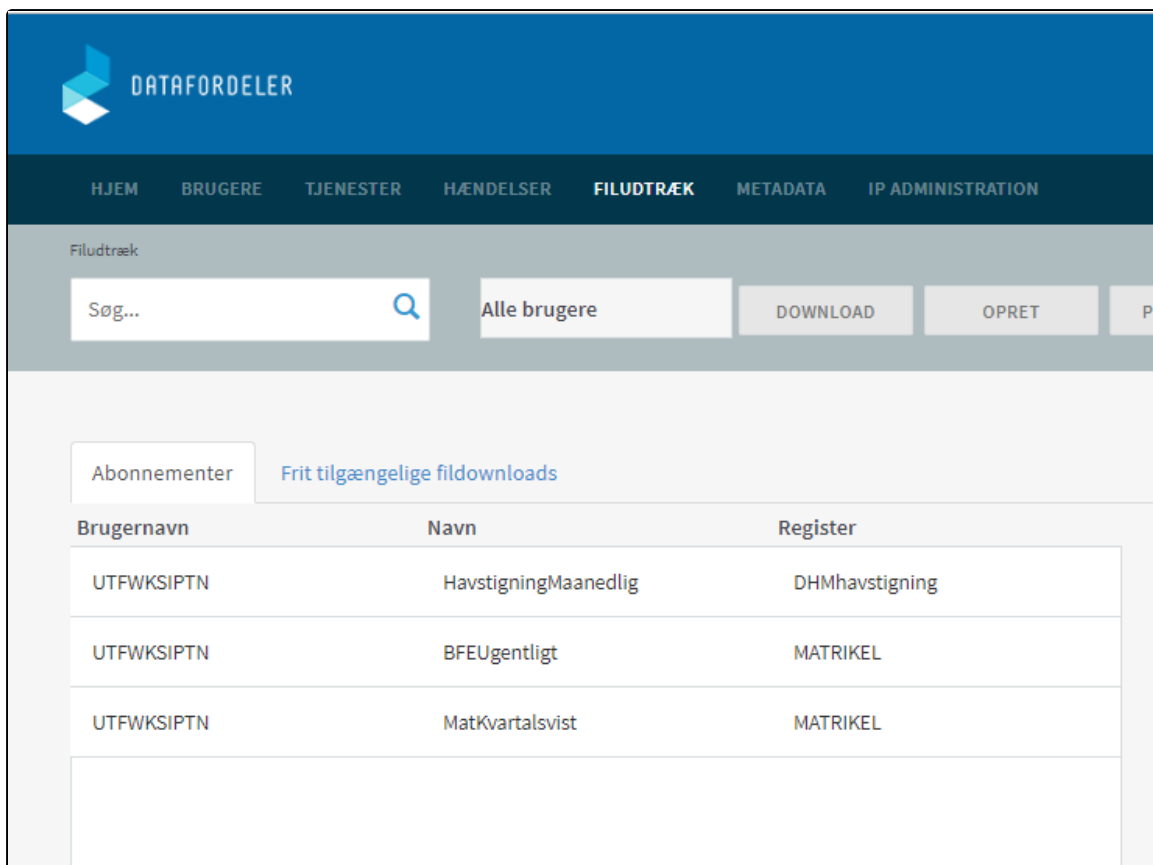 DATAFORDELER
HJEM BRUGERE TJENESTER HÆNDELSER FILUDTRÆK METADATA IP ADMINISTRATION
Filudtræk
Søg... Alle brugere DOWNLOAD OPRET P
Abonnementer Frit tilgængelige fildownloads
Brugernavn Navn Register
UTFWKSIPTN HavstigningMaanedlig DHMhavstigning
UTFWKSIPTN BFEUgentligt MATRIKEL
UTFWKSIPTN MatKvartalsvist MATRIKEL